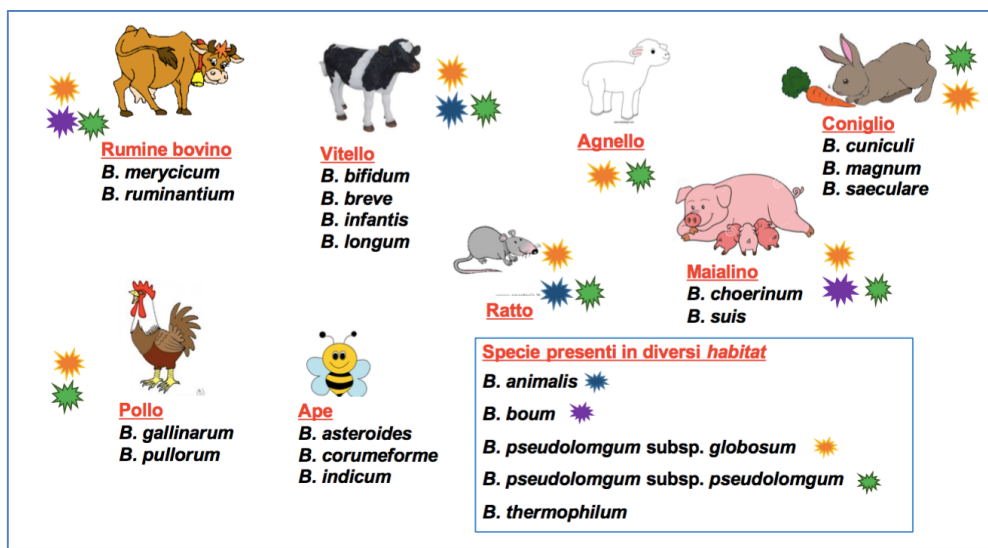 Rumine bovino
B. merycicum
B. ruminantium
Vitello
B. bifidum
B. breve
B. infantis
B. longum
Agnello
Coniglio
B. cuniculi
B. magnum
B. saeculare
Ratto
Maialino
B. choerinum
B. suis
Pollo
B. gallinarum
B. pullorum
Ape
B. asteroides
B. corumeforme
B. indicum
Specie presenti in diversi habitat
B. animalis
B. boum
B. pseudolomgum subsp. globosum
B. pseudolomgum subsp. pseudolomgum
B. thermophilum